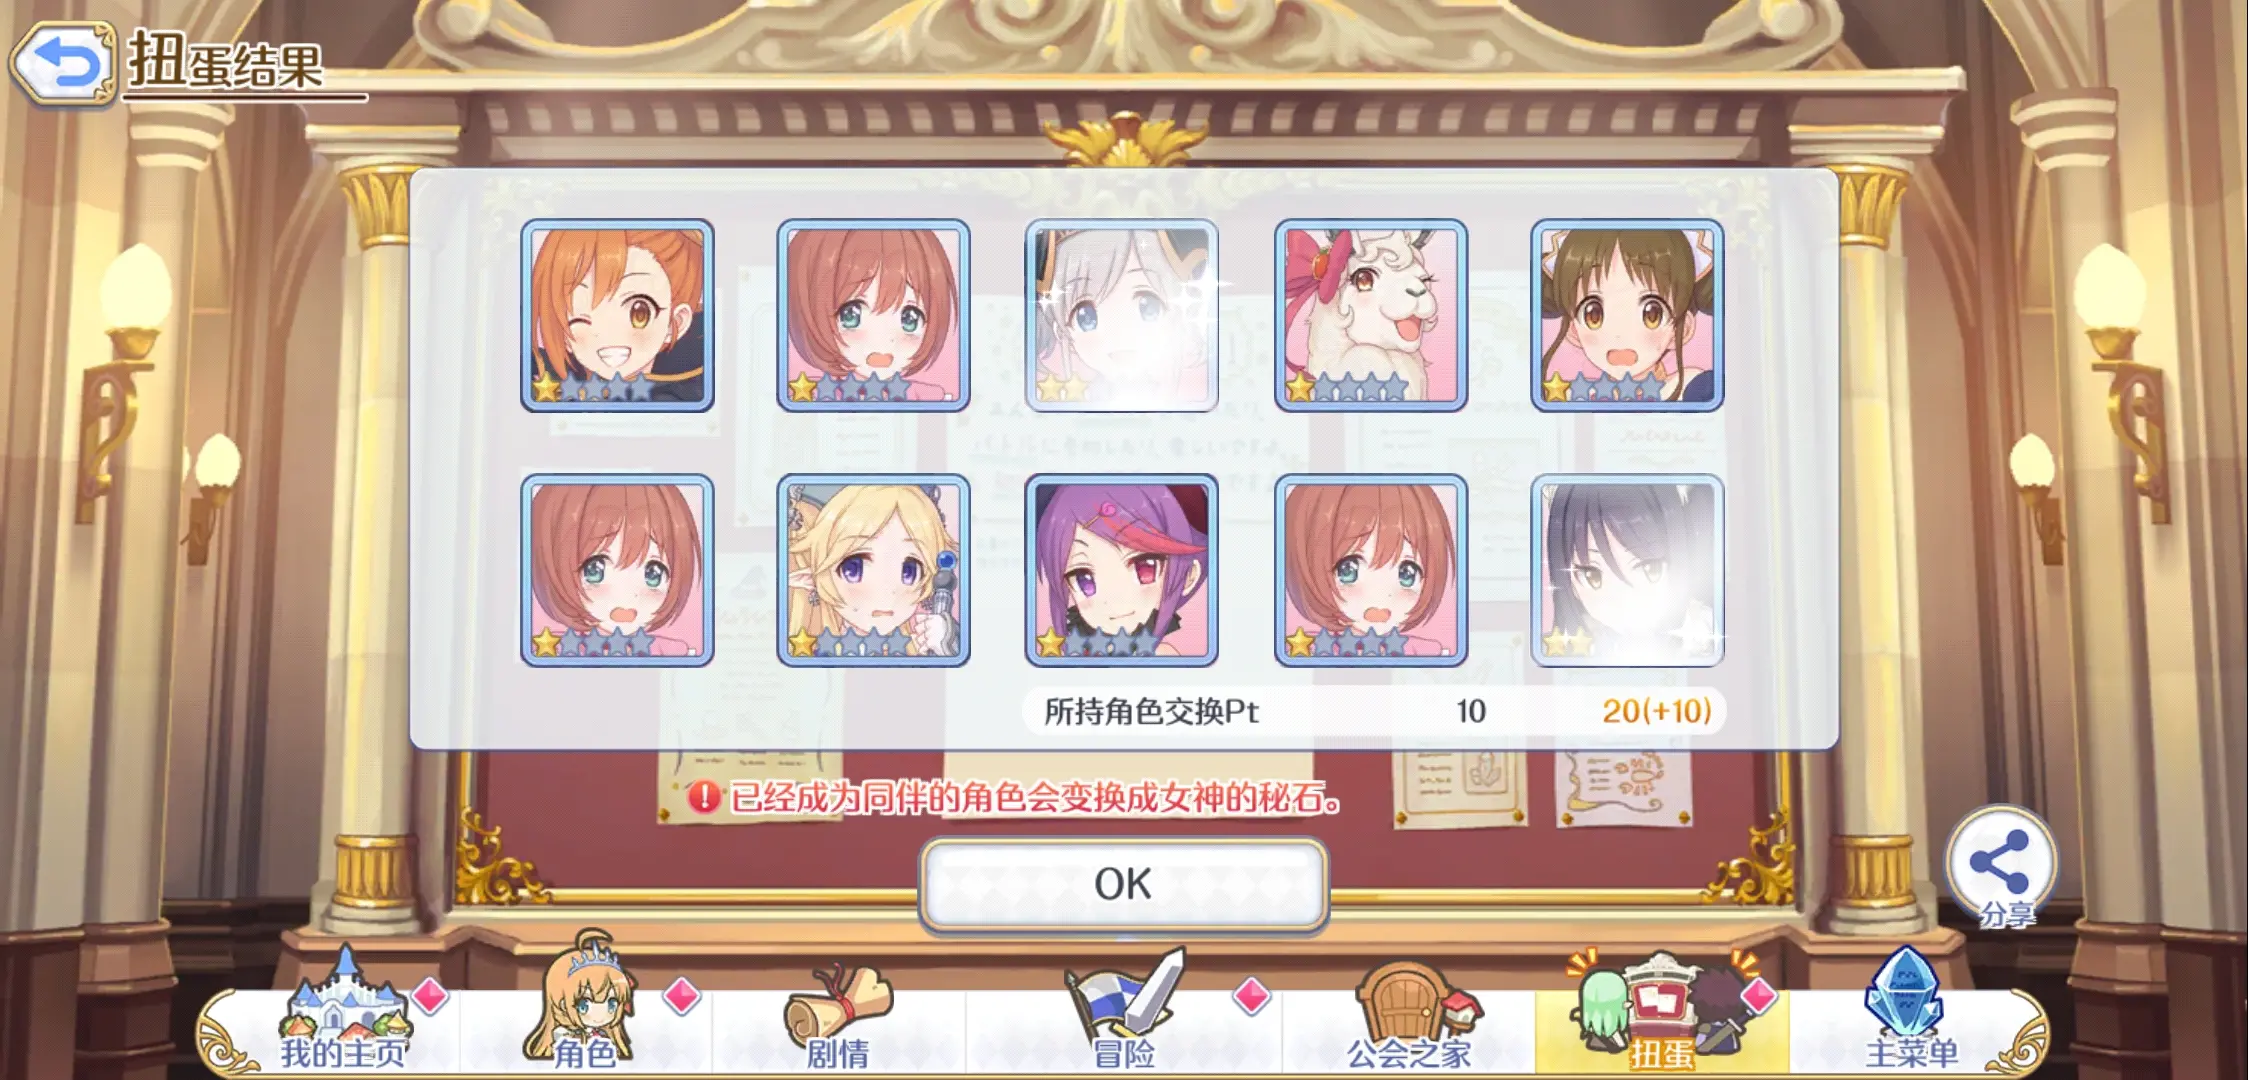 扭蛋结果
所持角色交换Pt 10 20(+10)
已经成为同伴的角色会变换成女神的秘石。
OK
分享
我的主页
角色
剧情
冒险
公会之家
扭蛋
主菜单